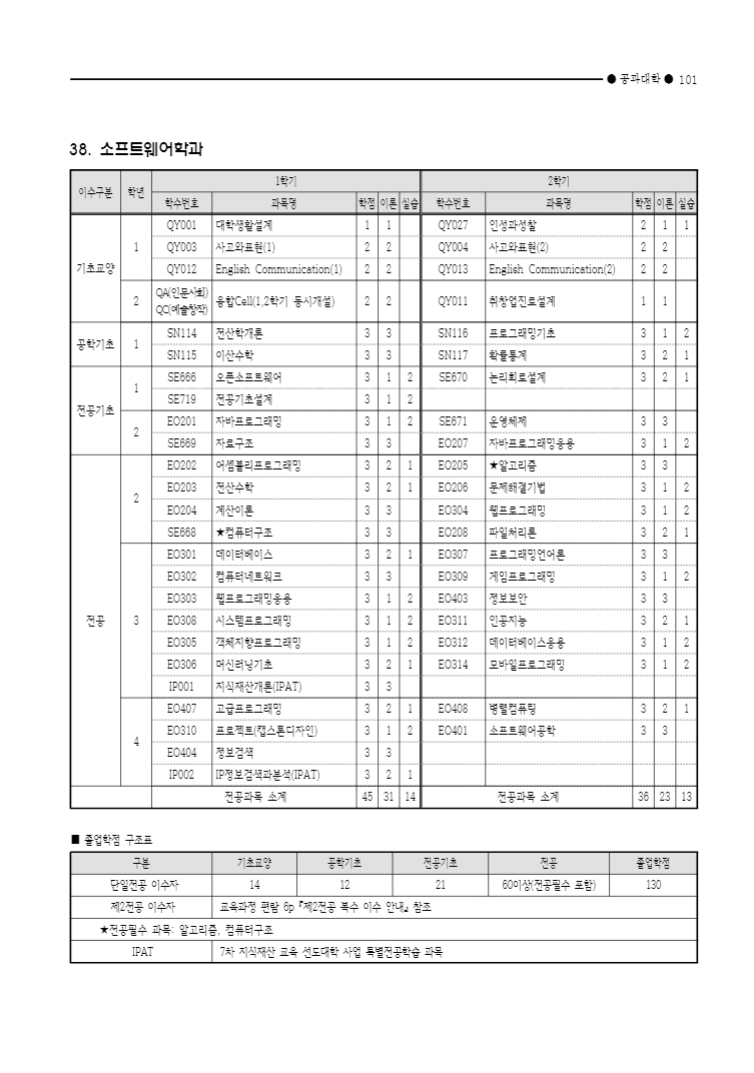 ● 공과대학 ● 101
38. 소프트웨어학과
이수구분 학년 1학기 2학기
학수번호 과목명 학점 이론 실습 학수번호 과목명 학점 이론 실습
기초교양 1 QY001 대학생활설계 1 1 QY027 인성과성찰 2 1 1
QY003 사고와표현(1) 2 2 QY004 사고와표현(2) 2 2
QY012 English Communication(1) 2 2 QY013 English Communication(2) 2 2
2 QA(인문사회) QC(예술창작) 융합Cell(1,2학기 동시개설) 2 2 QY011 취창업진로설계 1 1
공학기초 1 SN114 전산학개론 3 3 SN116 프로그래밍기초 3 1 2
SN115 이산수학 3 3 SN117 확률통계 3 2 1
전공기초 1 SE666 오픈소프트웨어 3 1 2 SE670 논리회로설계 3 2 1
SE719 전공기초설계 3 1 2
2 EO201 자바프로그래밍 3 1 2 SE671 운영체제 3 3
SE669 자료구조 3 3 EO207 자바프로그래밍응용 3 1 2
전공 2 EO202 어셈블리프로그래밍 3 2 1 EO205 ★알고리즘 3 3
EO203 전산수학 3 2 1 EO206 문제해결기법 3 1 2
EO204 계산이론 3 3 EO304 웹프로그래밍 3 1 2
SE668 ★컴퓨터구조 3 3 EO208 파일처리론 3 2 1
3 EO301 데이터베이스 3 2 1 EO307 프로그래밍언어론 3 3
EO302 컴퓨터네트워크 3 3 EO309 게임프로그래밍 3 1 2
EO303 웹프로그래밍응용 3 1 2 EO403 정보보안 3 3
EO308 시스템프로그래밍 3 1 2 EO311 인공지능 3 2 1
EO305 객체지향프로그래밍 3 1 2 EO312 데이터베이스응용 3 1 2
EO306 머신러닝기초 3 2 1 EO314 모바일프로그래밍 3 1 2
IP001 지식재산개론(IPAT) 3 3
4 EO407 고급프로그래밍 3 2 1 EO408 병렬컴퓨팅 3 2 1
EO310 프로젝트(캡스톤디자인) 3 1 2 EO401 소프트웨어공학 3 3
EO404 정보검색 3 3
IP002 IP정보검색과분석(IPAT) 3 2 1
전공과목 소계 45 31 14 전공과목 소계 36 23 13
■ 졸업학점 구조표
구분 기초교양 공학기초 전공기초 전공 졸업학점
단일전공 이수자 14 12 21 60이상(전공필수 포함) 130
제2전공 이수자 교육과정 편람 6p 『제2전공 복수 이수 안내』 참조
★전공필수 과목: 알고리즘, 컴퓨터구조
IPAT 7차 지식재산 교육 선도대학 사업 특별전공학습 과목